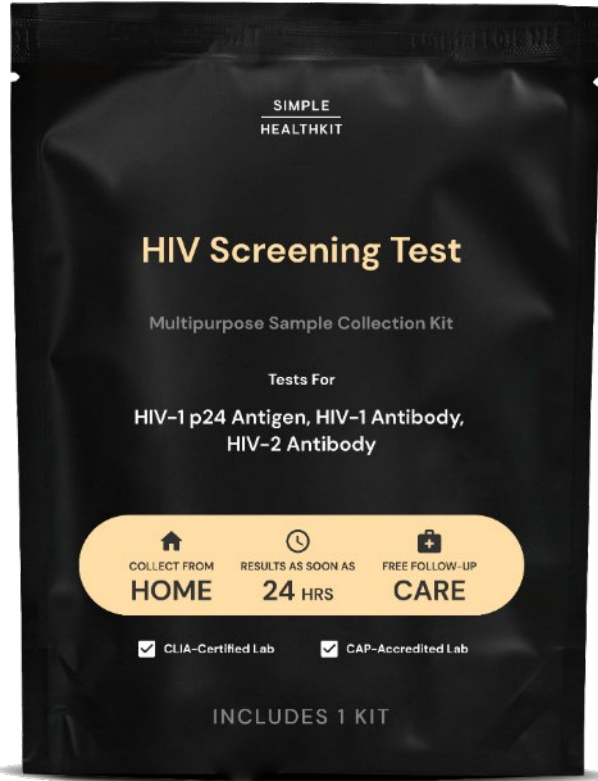 SIMPLE
HEALTHKIT
HIV Screening Test
Multipurpose Sample Collection Kit
Tests For
HIV-1 p24 Antigen, HIV-1 Antibody,
HIV-2 Antibody
COLLECT FROM
HOME
RESULTS AS SOON AS
24 HRS
FREE FOLLOW-UP
CARE
CLIA-Certified Lab
CAP-Accredited Lab
INCLUDES 1 KIT